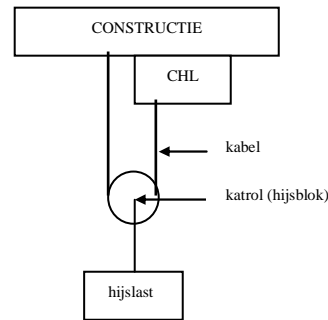 CONSTRUCTIE
CHL
kabel
katrol (hijsblok)
hijslast